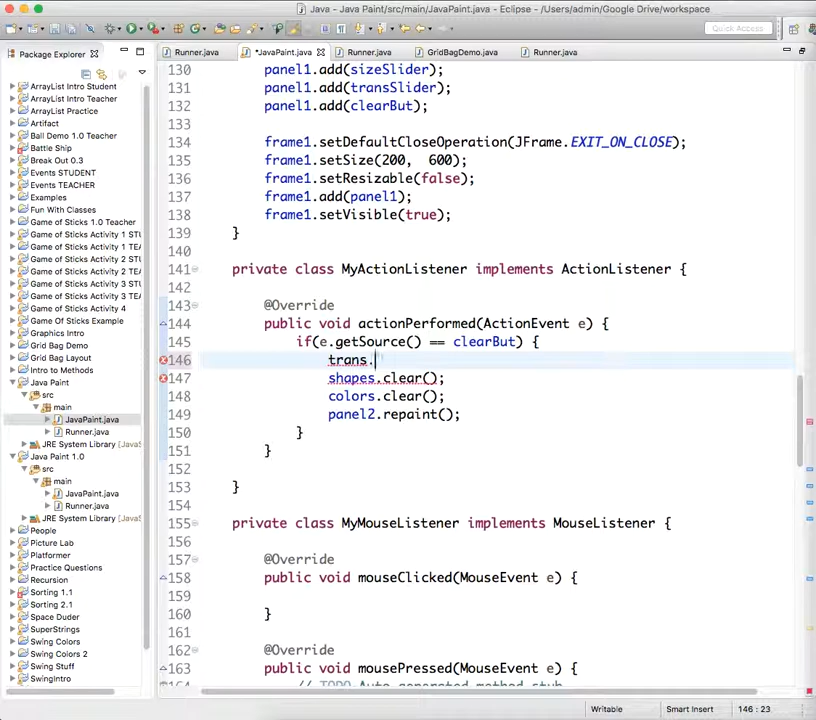 Java - Java Paint/src/main/JavaPaint.java - Eclipse - /Users/admin/Google Drive/workspace
Quick Access
Package Explorer
Runner.java
*JavaPaint.java
Runner.java
GridBagDemo.java
Runner.java
ArrayList Intro Student
ArrayList Intro Teacher
ArrayList Practice
Artifact
Ball Demo 1.0 Teacher
Battle Ship
Break Out 0.3
Events STUDENT
Events TEACHER
Examples
Fun With Classes
Game of Sticks 1.0 Teacher
Game of Sticks Activity 1 STU
Game of Sticks Activity 1 TEA
Game of Sticks Activity 2 STU
Game of Sticks Activity 2 TEA
Game of Sticks Activity 3 STU
Game of Sticks Activity 3 TEA
Game of Sticks Activity 4
Game Of Sticks Example
Graphics Intro
Grid Bag Demo
Grid Bag Layout
Intro to Methods
Java Paint
src
main
JavaPaint.java
Runner.java
JRE System Library [JavaS
Java Paint 1.0
src
main
JavaPaint.java
Runner.java
JRE System Library [JavaS
People
Picture Lab
Platformer
Practice Questions
Recursion
Sorting 1.1
Sorting 2.1
Space Duder
SuperStrings
Swing Colors
Swing Colors 2
Swing Stuff
SwingIntro
130 panel1.add(sizeSlider);
131 panel1.add(transSlider);
132 panel1.add(clearBut);
133
134 frame1.setDefaultCloseOperation(JFrame.EXIT_ON_CLOSE);
135 frame1.setSize(200, 600);
136 frame1.setResizable(false);
137 frame1.add(panel1);
138 frame1.setVisible(true);
139 }
140
141 private class MyActionListener implements ActionListener {
142
143 @Override
144 public void actionPerformed(ActionEvent e) {
145 if(e.getSource() == clearBut) {
146 trans.
147 shapes.clear();
148 colors.clear();
149 panel2.repaint();
150 }
151 }
152
153 }
154
155 private class MyMouseListener implements MouseListener {
156
157 @Override
158 public void mouseClicked(MouseEvent e) {
159
160 }
161
162 @Override
163 public void mousePressed(MouseEvent e) {
164 // TODO Auto-generated method stub
Writable
Smart Insert
146 : 23